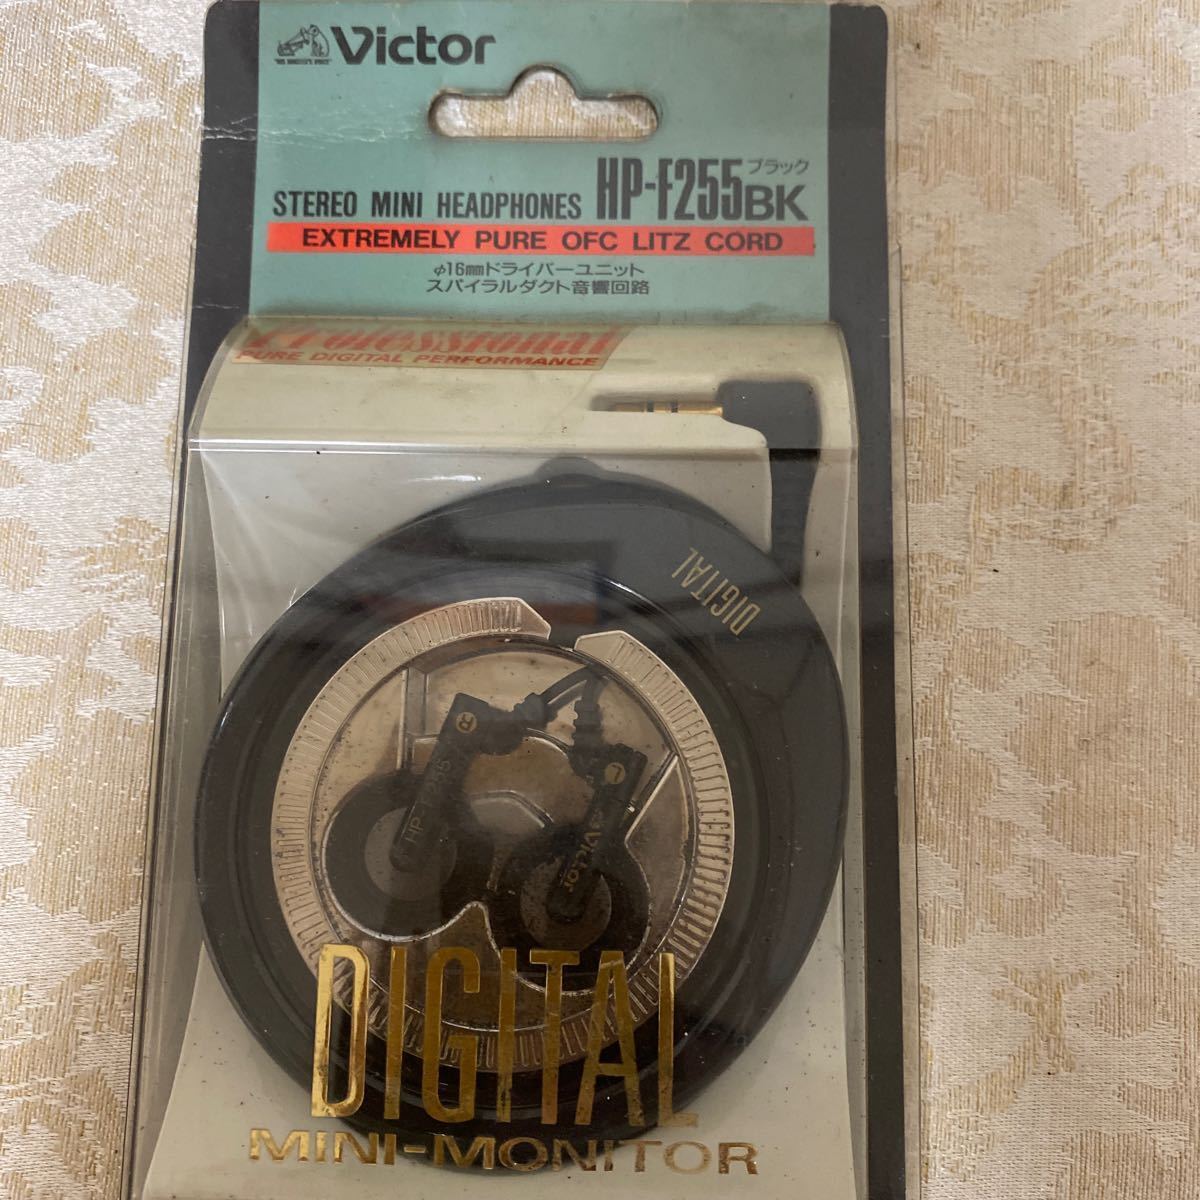 "HIS MASTER'S VOICE"
Victor
STEREO MINI HEADPHONES HP-F255BK ブラック
EXTREMELY PURE OFC LITZ CORD
φ16mmドライバーユニット
スパイラルダクト音響回路
Professional
PURE DIGITAL PERFORMANCE
DIGITAL
R
HP-F255
L
Victor
DIGITAL
MINI-MONITOR